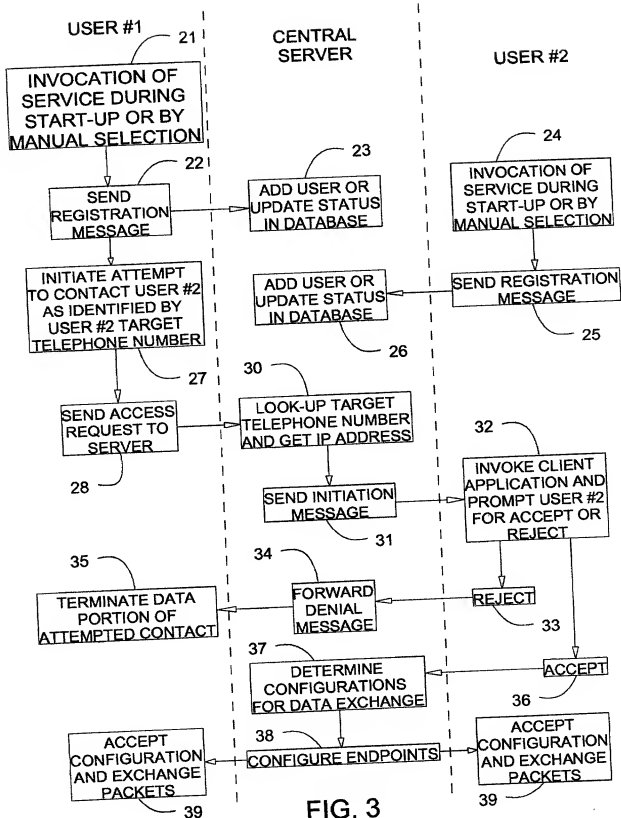 USER #1
CENTRAL
SERVER
USER #2
21
INVOCATION OF
SERVICE DURING
START-UP OR BY
MANUAL SELECTION
22
SEND
REGISTRATION
MESSAGE
23
ADD USER OR
UPDATE STATUS
IN DATABASE
24
INVOCATION OF
SERVICE DURING
START-UP OR BY
MANUAL SELECTION
INITIATE ATTEMPT
TO CONTACT USER #2
AS IDENTIFIED BY
USER #2 TARGET
TELEPHONE NUMBER
27
ADD USER OR
UPDATE STATUS
IN DATABASE
26
SEND REGISTRATION
MESSAGE
25
SEND ACCESS
REQUEST TO
SERVER
28
30
LOOK-UP TARGET
TELEPHONE NUMBER
AND GET IP ADDRESS
SEND INITIATION
MESSAGE
31
32
INVOKE CLIENT
APPLICATION AND
PROMPT USER #2
FOR ACCEPT OR
REJECT
35
TERMINATE DATA
PORTION OF
ATTEMPTED CONTACT
34
FORWARD
DENIAL
MESSAGE
REJECT
33
37
DETERMINE
CONFIGURATIONS
FOR DATA EXCHANGE
ACCEPT
36
38
CONFIGURE ENDPOINTS
ACCEPT
CONFIGURATION
AND EXCHANGE
PACKETS
39
ACCEPT
CONFIGURATION
AND EXCHANGE
PACKETS
39
FIG. 3